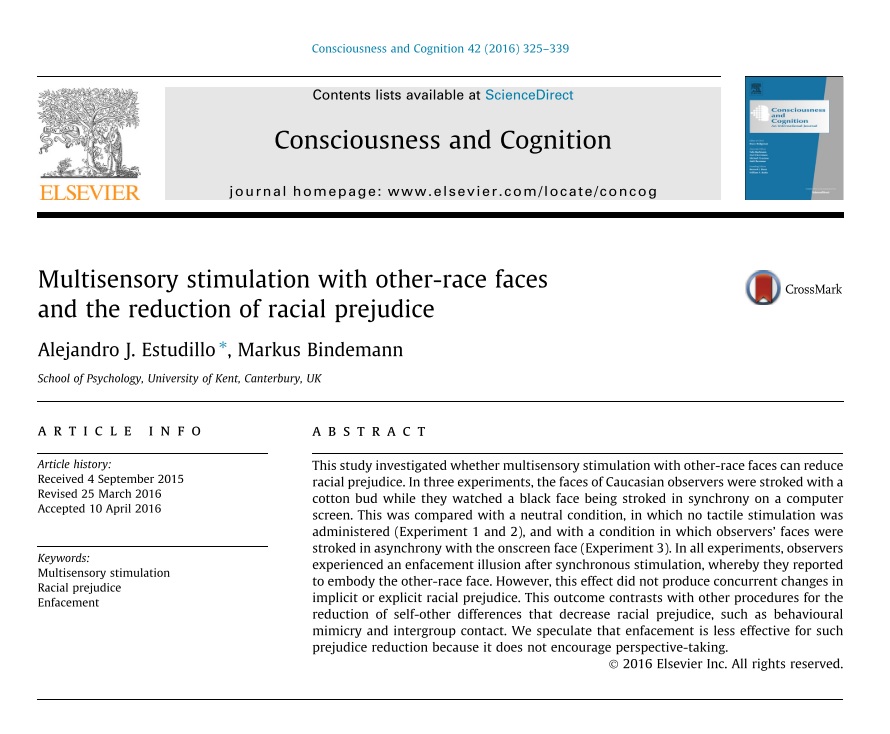 Consciousness and Cognition 42 (2016) 325–339
Contents lists available at ScienceDirect
Consciousness and Cognition
journal homepage: www.elsevier.com/locate/concog
ELSEVIER
Consciousness
and
Cognition
Multisensory stimulation with other-race faces
and the reduction of racial prejudice
CrossMark
Alejandro J. Estudillo *, Markus Bindemann
School of Psychology, University of Kent, Canterbury, UK
ARTICLE INFO
Article history:
Received 4 September 2015
Revised 25 March 2016
Accepted 10 April 2016
Keywords:
Multisensory stimulation
Racial prejudice
Enfacement
ABSTRACT
This study investigated whether multisensory stimulation with other-race faces can reduce
racial prejudice. In three experiments, the faces of Caucasian observers were stroked with a
cotton bud while they watched a black face being stroked in synchrony on a computer
screen. This was compared with a neutral condition, in which no tactile stimulation was
administered (Experiment 1 and 2), and with a condition in which observers’ faces were
stroked in asynchrony with the onscreen face (Experiment 3). In all experiments, observers
experienced an enfacement illusion after synchronous stimulation, whereby they reported
to embody the other-race face. However, this effect did not produce concurrent changes in
implicit or explicit racial prejudice. This outcome contrasts with other procedures for the
reduction of self-other differences that decrease racial prejudice, such as behavioural
mimicry and intergroup contact. We speculate that enfacement is less effective for such
prejudice reduction because it does not encourage perspective-taking.
© 2016 Elsevier Inc. All rights reserved.